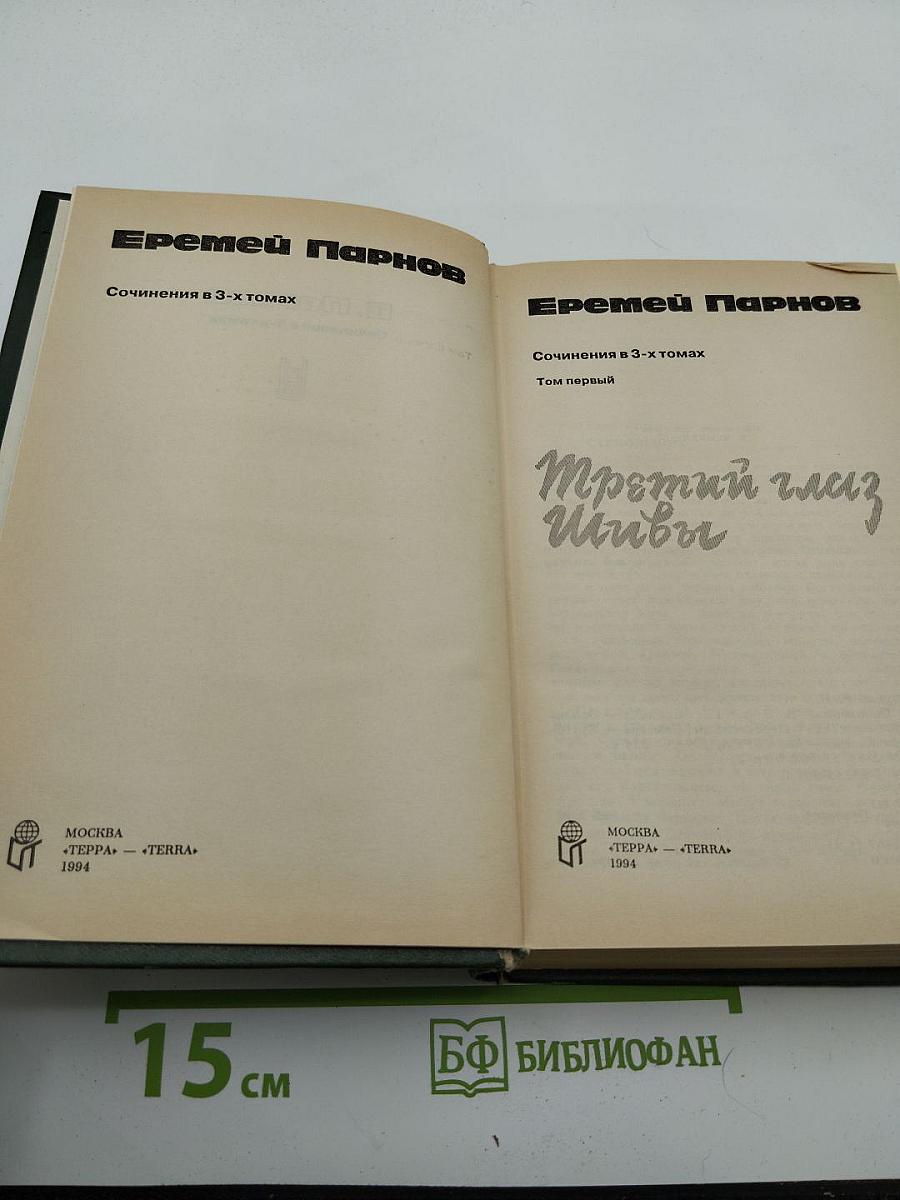 Еремей Парнов
Сочинения в 3-х томах
МОСКВА
«ТЕРРА» — «TERRA»
1994
Еремей Парнов
Сочинения в 3-х томах
Том первый
Третий глаз
Шивы
МОСКВА
«ТЕРРА» — «TERRA»
1994
15 см
БФ БИБЛИОФАН